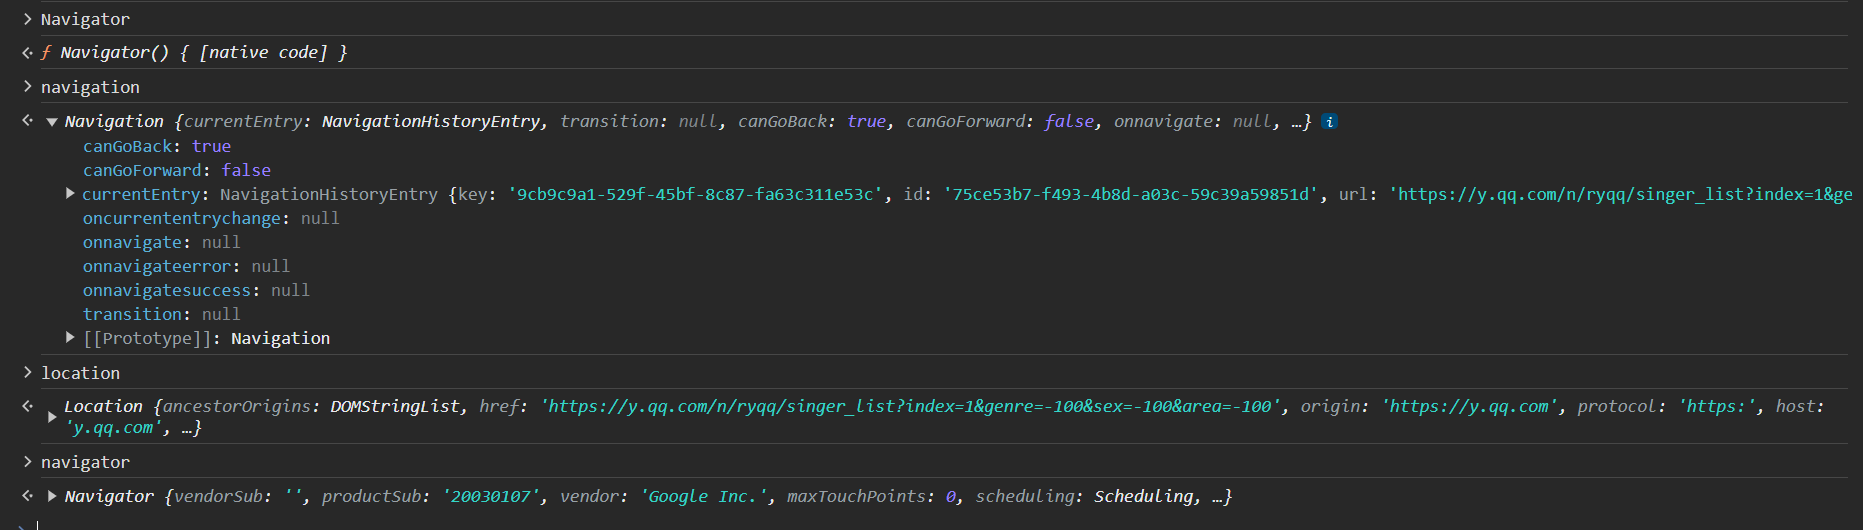 Navigator
ƒ Navigator() { [native code] }
navigation
Navigation {currentEntry: NavigationHistoryEntry, transition: null, canGoBack: true, canGoForward: false, onnavigate: null, …}
canGoBack: true
canGoForward: false
currentEntry: NavigationHistoryEntry {key: '9cb9c9a1-529f-45bf-8c87-fa63c311e53c', id: '75ce53b7-f493-4b8d-a03c-59c39a59851d', url: 'https://y.qq.com/n/ryqq/singer_list?index=1&ge
oncurrententrychange: null
onnavigate: null
onnavigateerror: null
onnavigatesuccess: null
transition: null
[[Prototype]]: Navigation
location
Location {ancestorOrigins: DOMStringList, href: 'https://y.qq.com/n/ryqq/singer_list?index=1&genre=-100&sex=-100&area=-100', origin: 'https://y.qq.com', protocol: 'https:', host:
'y.qq.com', …}
navigator
Navigator {vendorSub: '', productSub: '20030107', vendor: 'Google Inc.', maxTouchPoints: 0, scheduling: Scheduling, …}